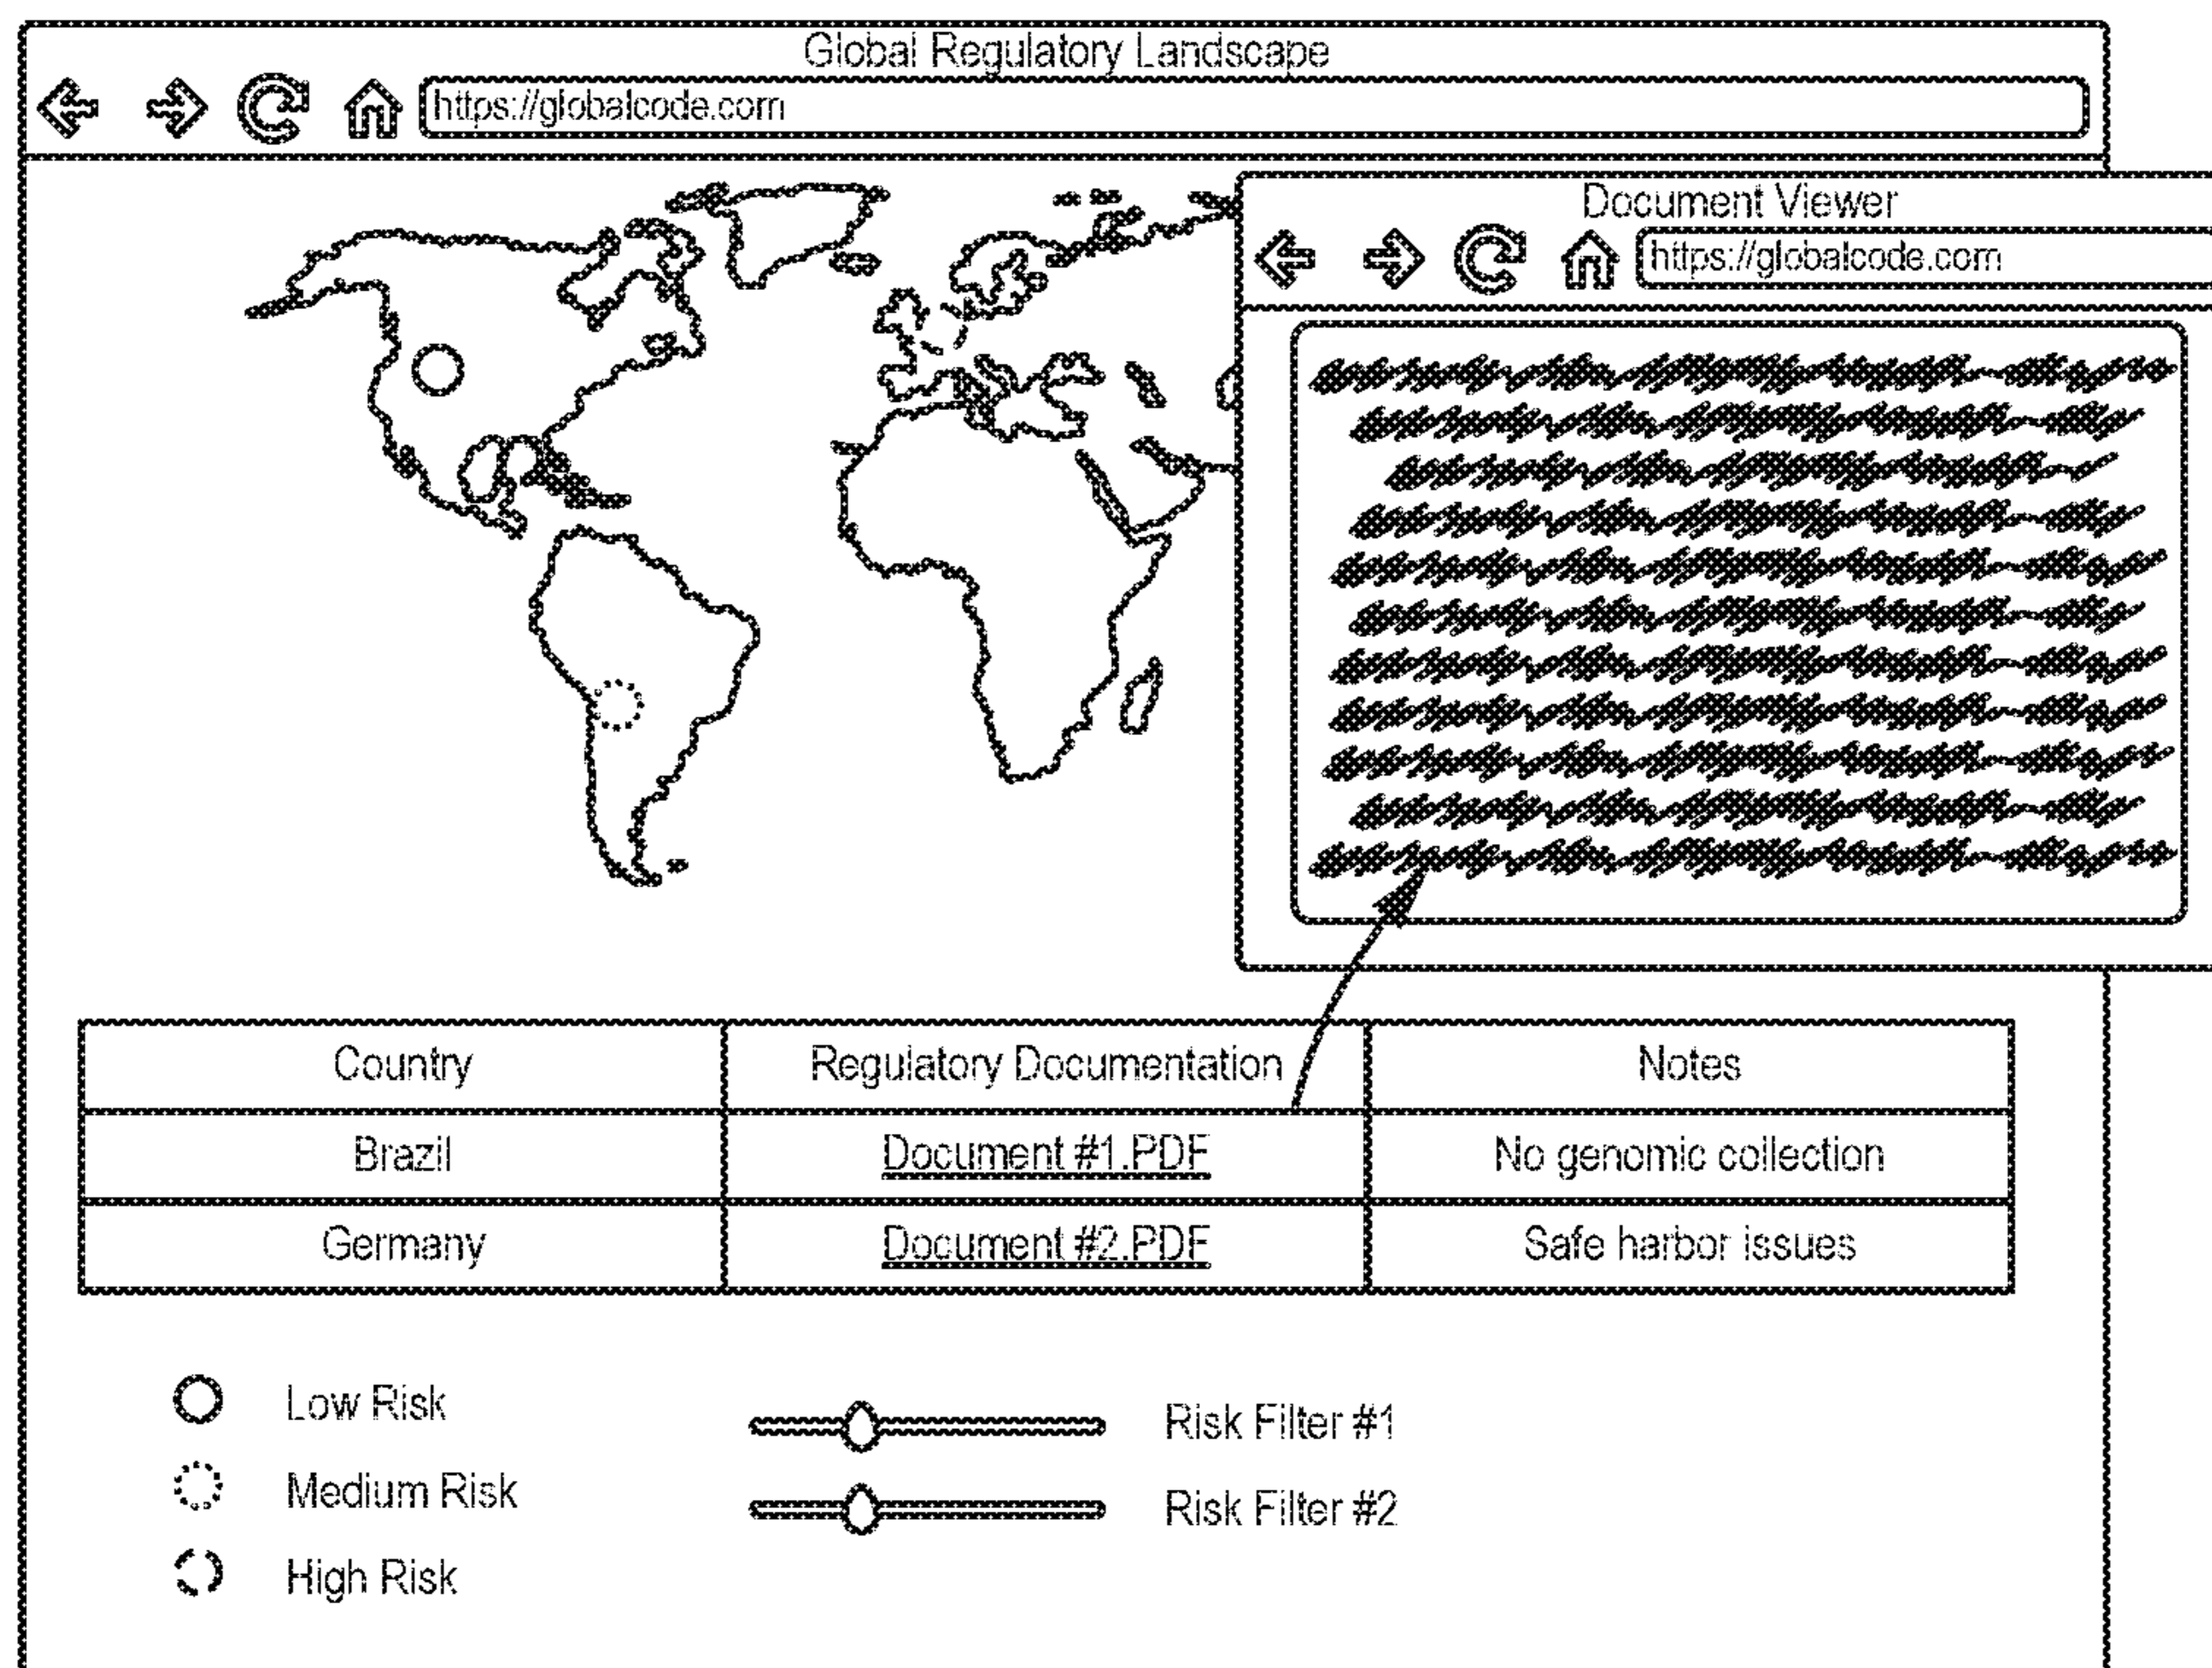 Global Regulatory Landscape
https://globalcode.com
Document Viewer
https://globalcode.com
Country Regulatory Documentation Notes
Brazil Document #1.PDF No genomic collection
Germany Document #2.PDF Safe harbor issues
Low Risk
Medium Risk
High Risk
Risk Filter #1
Risk Filter #2